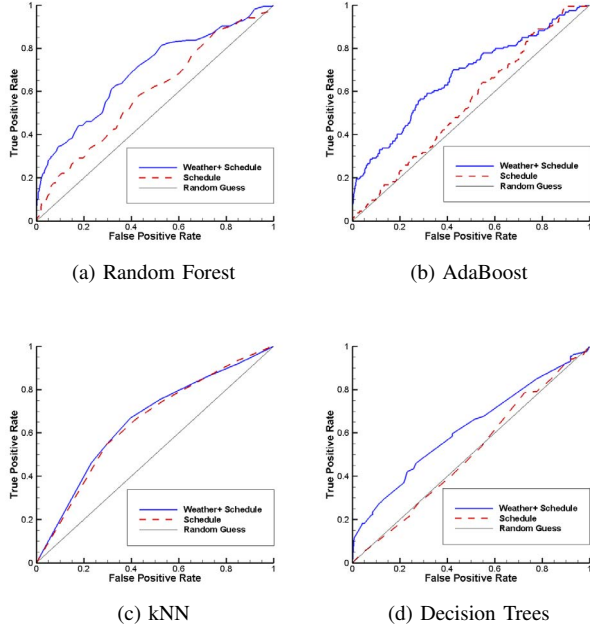 True Positive Rate
1
0.8
0.6
0.4
0.2
0
0 0.2 0.4 0.6 0.8 1
False Positive Rate
Weather+ Schedule
Schedule
Random Guess
(a) Random Forest
True Positive Rate
1
0.8
0.6
0.4
0.2
0
0 0.2 0.4 0.6 0.8 1
False Positive Rate
Weather+ Schedule
Schedule
Random Guess
(b) AdaBoost
True Positive Rate
1
0.8
0.6
0.4
0.2
0
0 0.2 0.4 0.6 0.8 1
False Positive Rate
Weather+ Schedule
Schedule
Random Guess
(c) kNN
True Positive Rate
1
0.8
0.6
0.4
0.2
0
0 0.2 0.4 0.6 0.8 1
False Positive Rate
Weather+ Schedule
Schedule
Random Guess
(d) Decision Trees